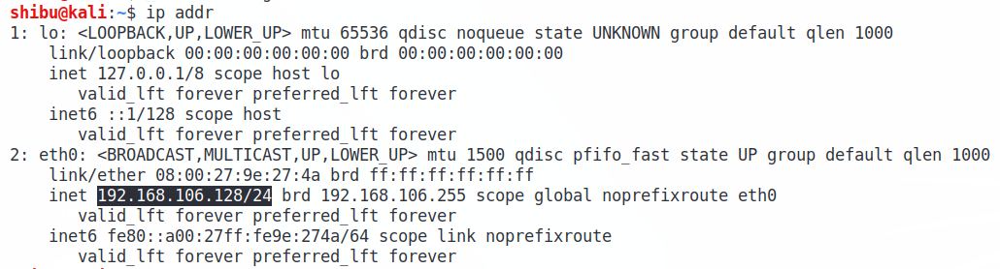 shibu@kali:~$ ip addr
1: lo: <LOOPBACK,UP,LOWER_UP> mtu 65536 qdisc noqueue state UNKNOWN group default qlen 1000
    link/loopback 00:00:00:00:00:00 brd 00:00:00:00:00:00
    inet 127.0.0.1/8 scope host lo
       valid_lft forever preferred_lft forever
    inet6 ::1/128 scope host
       valid_lft forever preferred_lft forever
2: eth0: <BROADCAST,MULTICAST,UP,LOWER_UP> mtu 1500 qdisc pfifo_fast state UP group default qlen 1000
    link/ether 08:00:27:9e:27:4a brd ff:ff:ff:ff:ff:ff
    inet 192.168.106.128/24 brd 192.168.106.255 scope global noprefixroute eth0
       valid_lft forever preferred_lft forever
    inet6 fe80::a00:27ff:fe9e:274a/64 scope link noprefixroute
       valid_lft forever preferred_lft forever